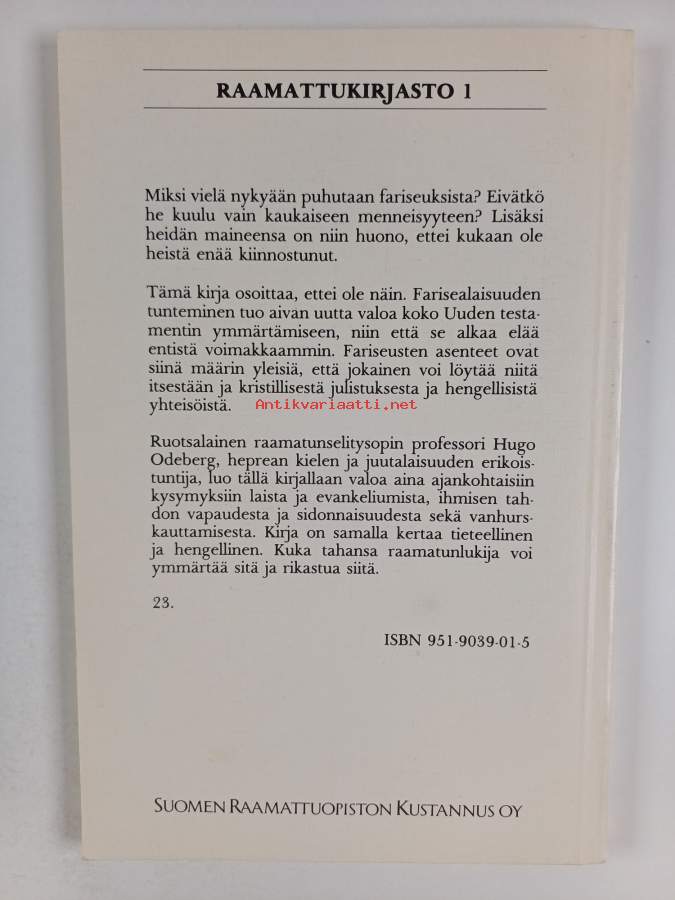 RAAMATTUKIRJASTO 1
Miksi vielä nykyään puhutaan fariseuksista? Eivätkö
he kuulu vain kaukaiseen menneisyyteen? Lisäksi
heidän maineensa on niin huono, ettei kukaan ole
heistä enää kiinnostunut.
Tämä kirja osoittaa, ettei ole näin. Farisealaisuuden
tunteminen tuo aivan uutta valoa koko Uuden testa-
mentin ymmärtämiseen, niin että se alkaa elää
entistä voimakkaammin. Fariseusten asenteet ovat
siinä määrin yleisiä, että jokainen voi löytää niitä
itsestään ja kristillisestä julistuksesta ja hengellisistä
yhteisöistä.
Antikvariaatti.net
Ruotsalainen raamatunselitysopin professori Hugo
Odeberg, heprean kielen ja juutalaisuuden erikois-
tuntija, luo tällä kirjallaan valoa aina ajankohtaisiin
kysymyksiin laista ja evankeliumista, ihmisen tah-
don vapaudesta ja sidonnaisuudesta sekä vanhurs-
kauttamisesta. Kirja on samalla kertaa tieteellinen
ja hengellinen. Kuka tahansa raamatunlukija voi
ymmärtää sitä ja rikastua siitä.
23.
ISBN 951-9039-01-5
SUOMEN RAAMATTUOPISTON KUSTANNUS OY